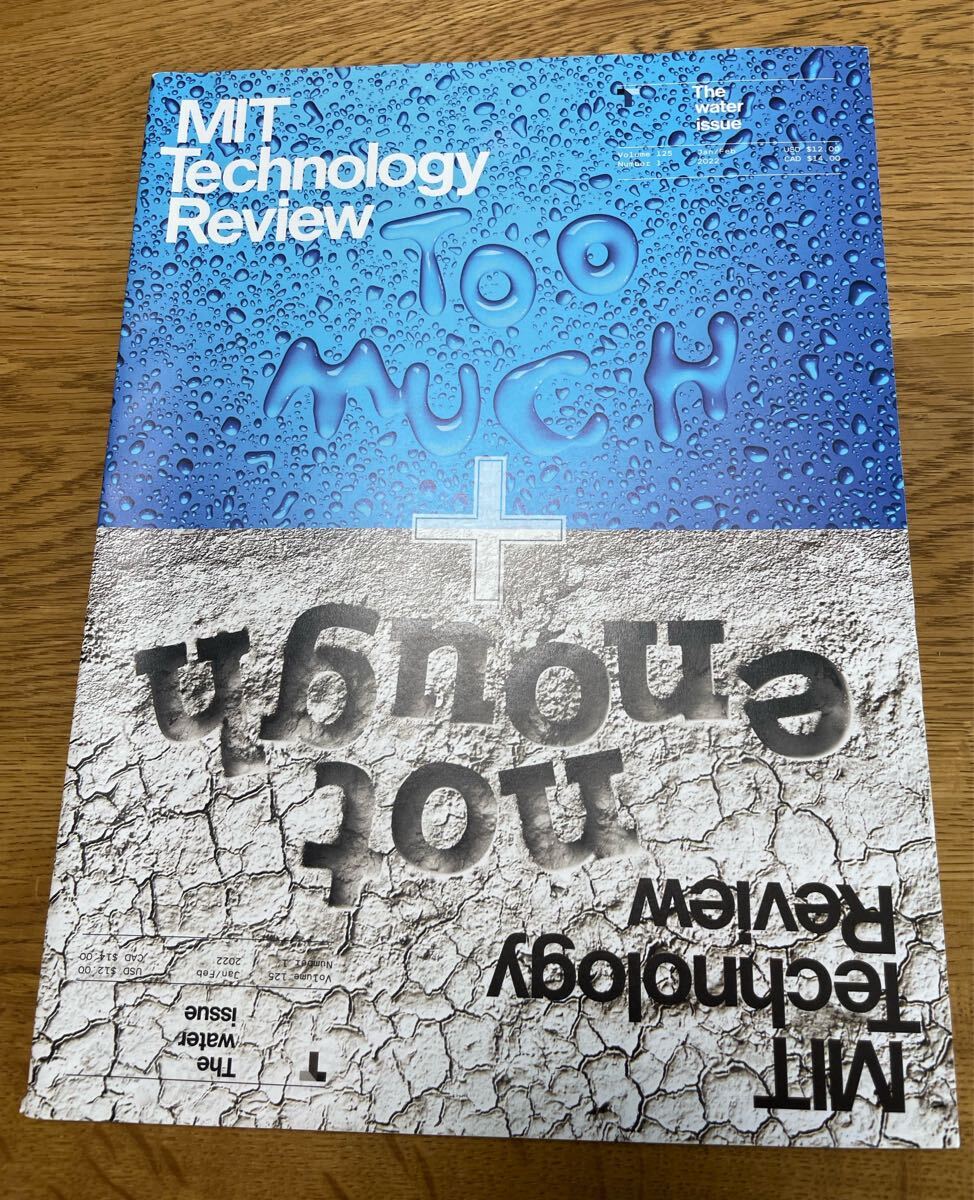 MIT
Technology
Review
The
water
issue
Volume 125
Number 1
Jan/Feb
2022
USD $12.00
CAD $14.00
TOO
MUCH
+
not
enough
MIT
Technology
Review
The
water
issue
Volume 125
Number 1
Jan/Feb
2022
USD $12.00
CAD $14.00